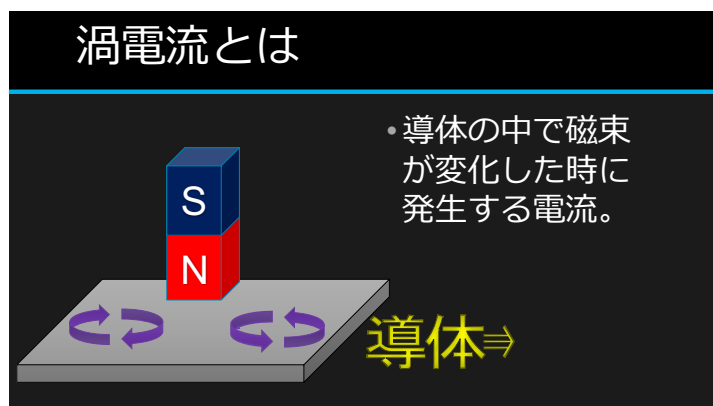 渦電流とは
•導体の中で磁束
が変化した時に
発生する電流。
S
N
導体⇒